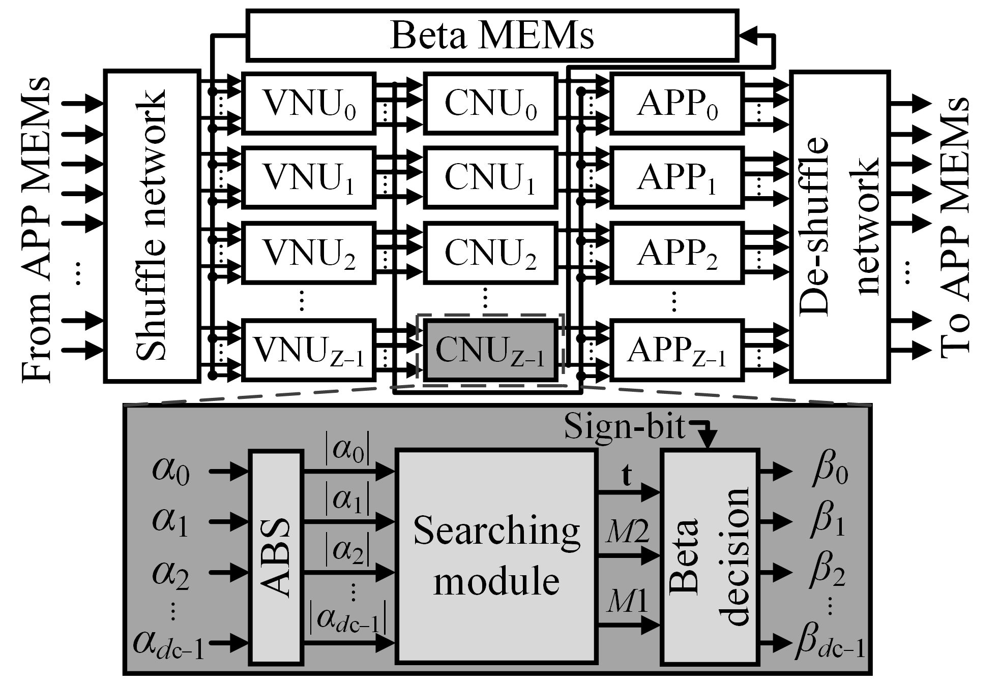 Beta MEMs
From APP MEMs
Shuffle network
VNU0
CNU0
APP0
VNU1
CNU1
APP1
VNU2
CNU2
APP2
VNUZ–1
CNUZ–1
APPZ–1
De-shuffle
network
To APP MEMs
Sign-bit
α0
α1
α2
αdc–1
ABS
|α0|
|α1|
|α2|
|αdc–1|
Searching
module
t
M2
M1
Beta
decision
β0
β1
β2
βdc–1